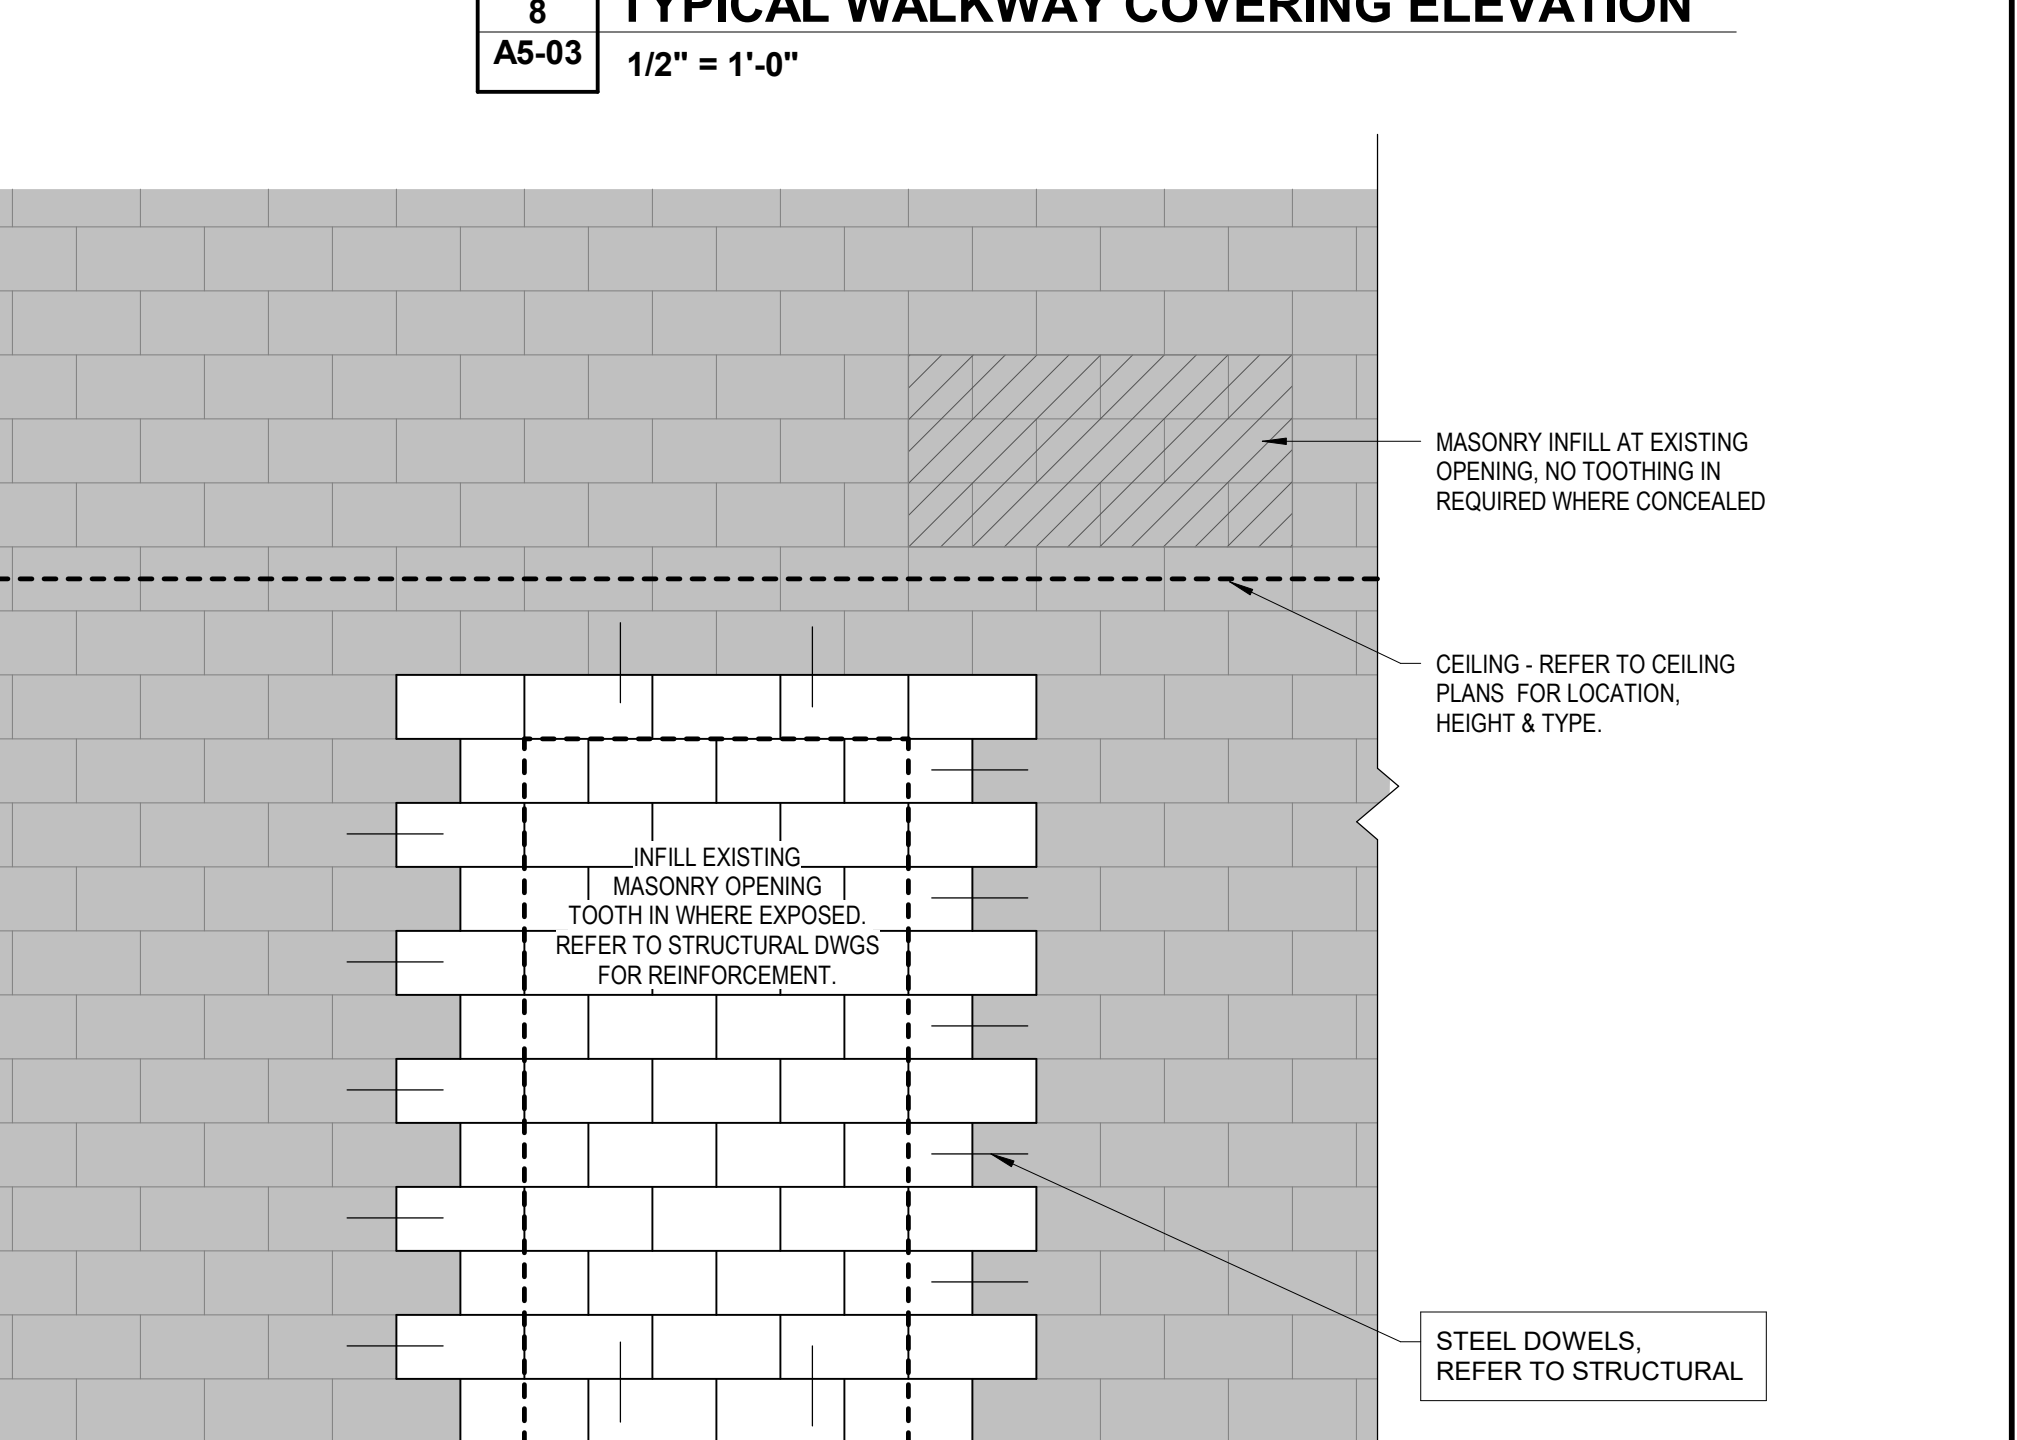 8
TYPICAL WALKWAY COVERING ELEVATION
A5-03
1/2" = 1'-0"
MASONRY INFILL AT EXISTING
OPENING, NO TOOTHING IN
REQUIRED WHERE CONCEALED
CEILING - REFER TO CEILING
PLANS FOR LOCATION,
HEIGHT & TYPE.
INFILL EXISTING
MASONRY OPENING
TOOTH IN WHERE EXPOSED.
REFER TO STRUCTURAL DWGS
FOR REINFORCEMENT.
STEEL DOWELS,
REFER TO STRUCTURAL